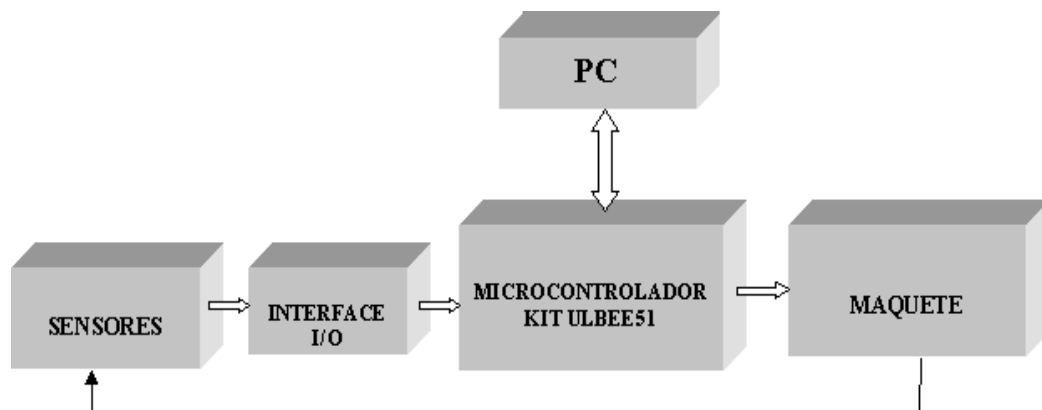 PC
SENSORES
INTERFACE
I/O
MICROCONTROLADOR
KIT ULBEE51
MAQUETE